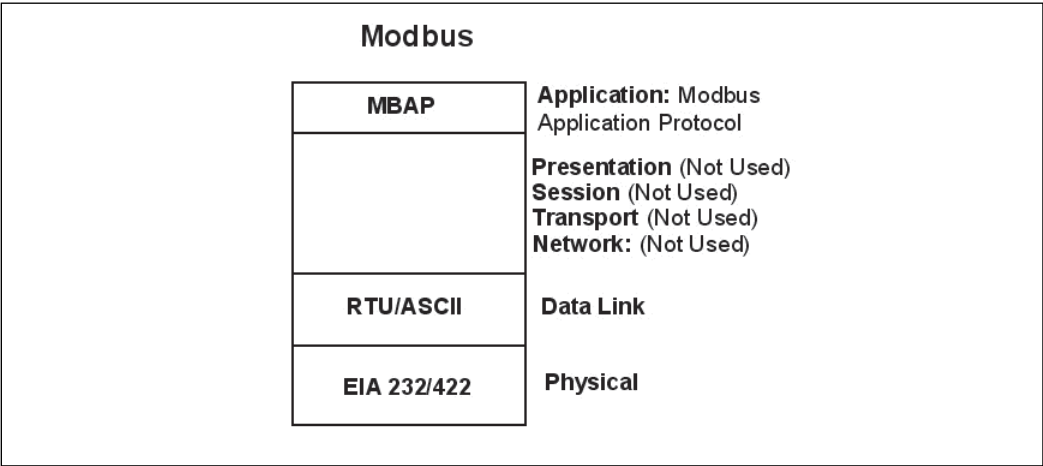 Modbus
MBAP
Application: Modbus
Application Protocol
Presentation (Not Used)
Session (Not Used)
Transport (Not Used)
Network: (Not Used)
RTU/ASCII
Data Link
EIA 232/422
Physical